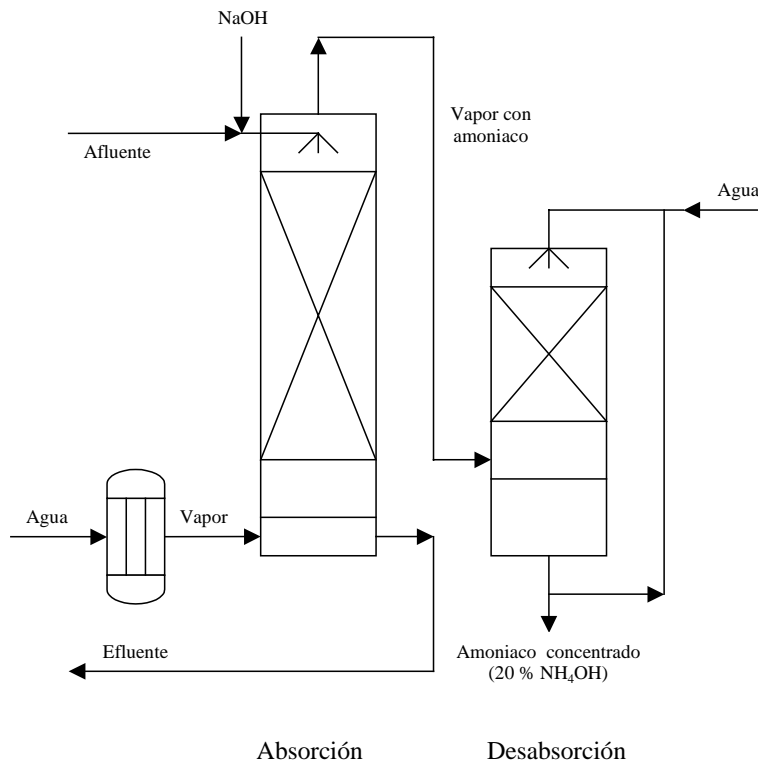 NaOH
Afluente
Vapor con
amoniaco
Agua
Agua
Vapor
Efluente
Amoniaco concentrado
(20 % NH₄OH)
Absorción
Desabsorción